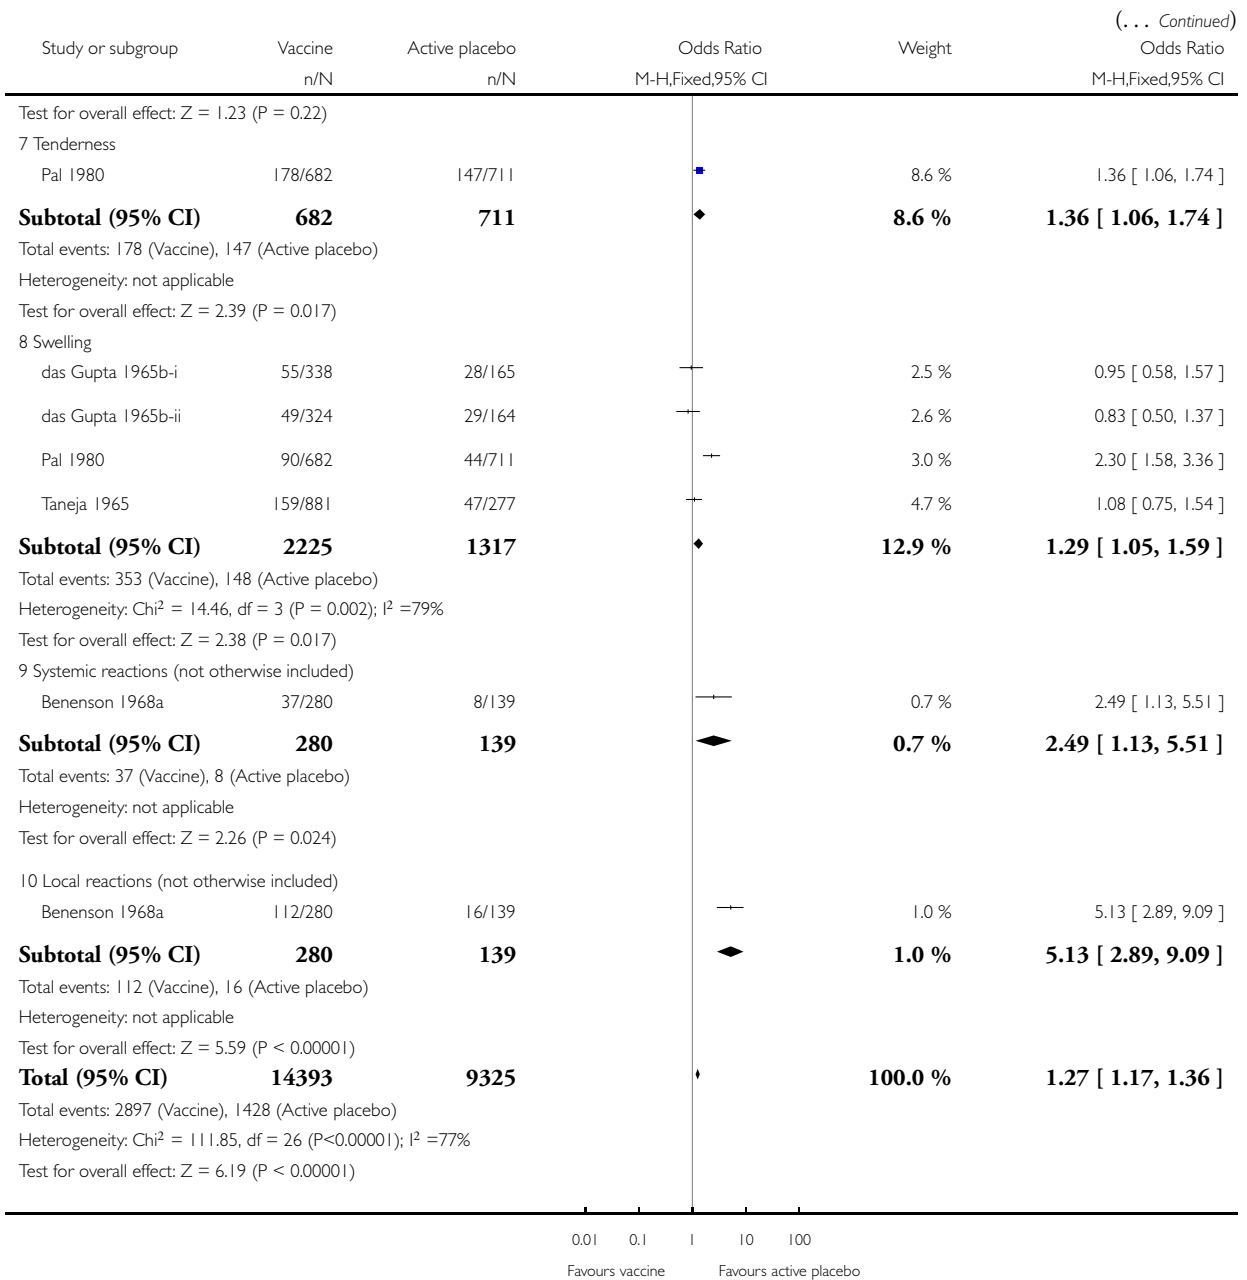 (... Continued)
Study or subgroup Vaccine Active placebo Odds Ratio Weight Odds Ratio
n/N n/N M-H,Fixed,95% CI M-H,Fixed,95% CI
Test for overall effect: Z = 1.23 (P = 0.22)
7 Tenderness
Pal 1980 178/682 147/711 8.6 % 1.36 [ 1.06, 1.74 ]
Subtotal (95% CI) 682 711 8.6 % 1.36 [ 1.06, 1.74 ]
Total events: 178 (Vaccine), 147 (Active placebo)
Heterogeneity: not applicable
Test for overall effect: Z = 2.39 (P = 0.017)
8 Swelling
das Gupta 1965b-i 55/338 28/165 2.5 % 0.95 [ 0.58, 1.57 ]
das Gupta 1965b-ii 49/324 29/164 2.6 % 0.83 [ 0.50, 1.37 ]
Pal 1980 90/682 44/711 3.0 % 2.30 [ 1.58, 3.36 ]
Taneja 1965 159/881 47/277 4.7 % 1.08 [ 0.75, 1.54 ]
Subtotal (95% CI) 2225 1317 12.9 % 1.29 [ 1.05, 1.59 ]
Total events: 353 (Vaccine), 148 (Active placebo)
Heterogeneity: Chi² = 14.46, df = 3 (P = 0.002); I² =79%
Test for overall effect: Z = 2.38 (P = 0.017)
9 Systemic reactions (not otherwise included)
Benenson 1968a 37/280 8/139 0.7 % 2.49 [ 1.13, 5.51 ]
Subtotal (95% CI) 280 139 0.7 % 2.49 [ 1.13, 5.51 ]
Total events: 37 (Vaccine), 8 (Active placebo)
Heterogeneity: not applicable
Test for overall effect: Z = 2.26 (P = 0.024)
10 Local reactions (not otherwise included)
Benenson 1968a 112/280 16/139 1.0 % 5.13 [ 2.89, 9.09 ]
Subtotal (95% CI) 280 139 1.0 % 5.13 [ 2.89, 9.09 ]
Total events: 112 (Vaccine), 16 (Active placebo)
Heterogeneity: not applicable
Test for overall effect: Z = 5.59 (P < 0.00001)
Total (95% CI) 14393 9325 100.0 % 1.27 [ 1.17, 1.36 ]
Total events: 2897 (Vaccine), 1428 (Active placebo)
Heterogeneity: Chi² = 111.85, df = 26 (P<0.00001); I² =77%
Test for overall effect: Z = 6.19 (P < 0.00001)
0.01 0.1 1 10 100
Favours vaccine Favours active placebo